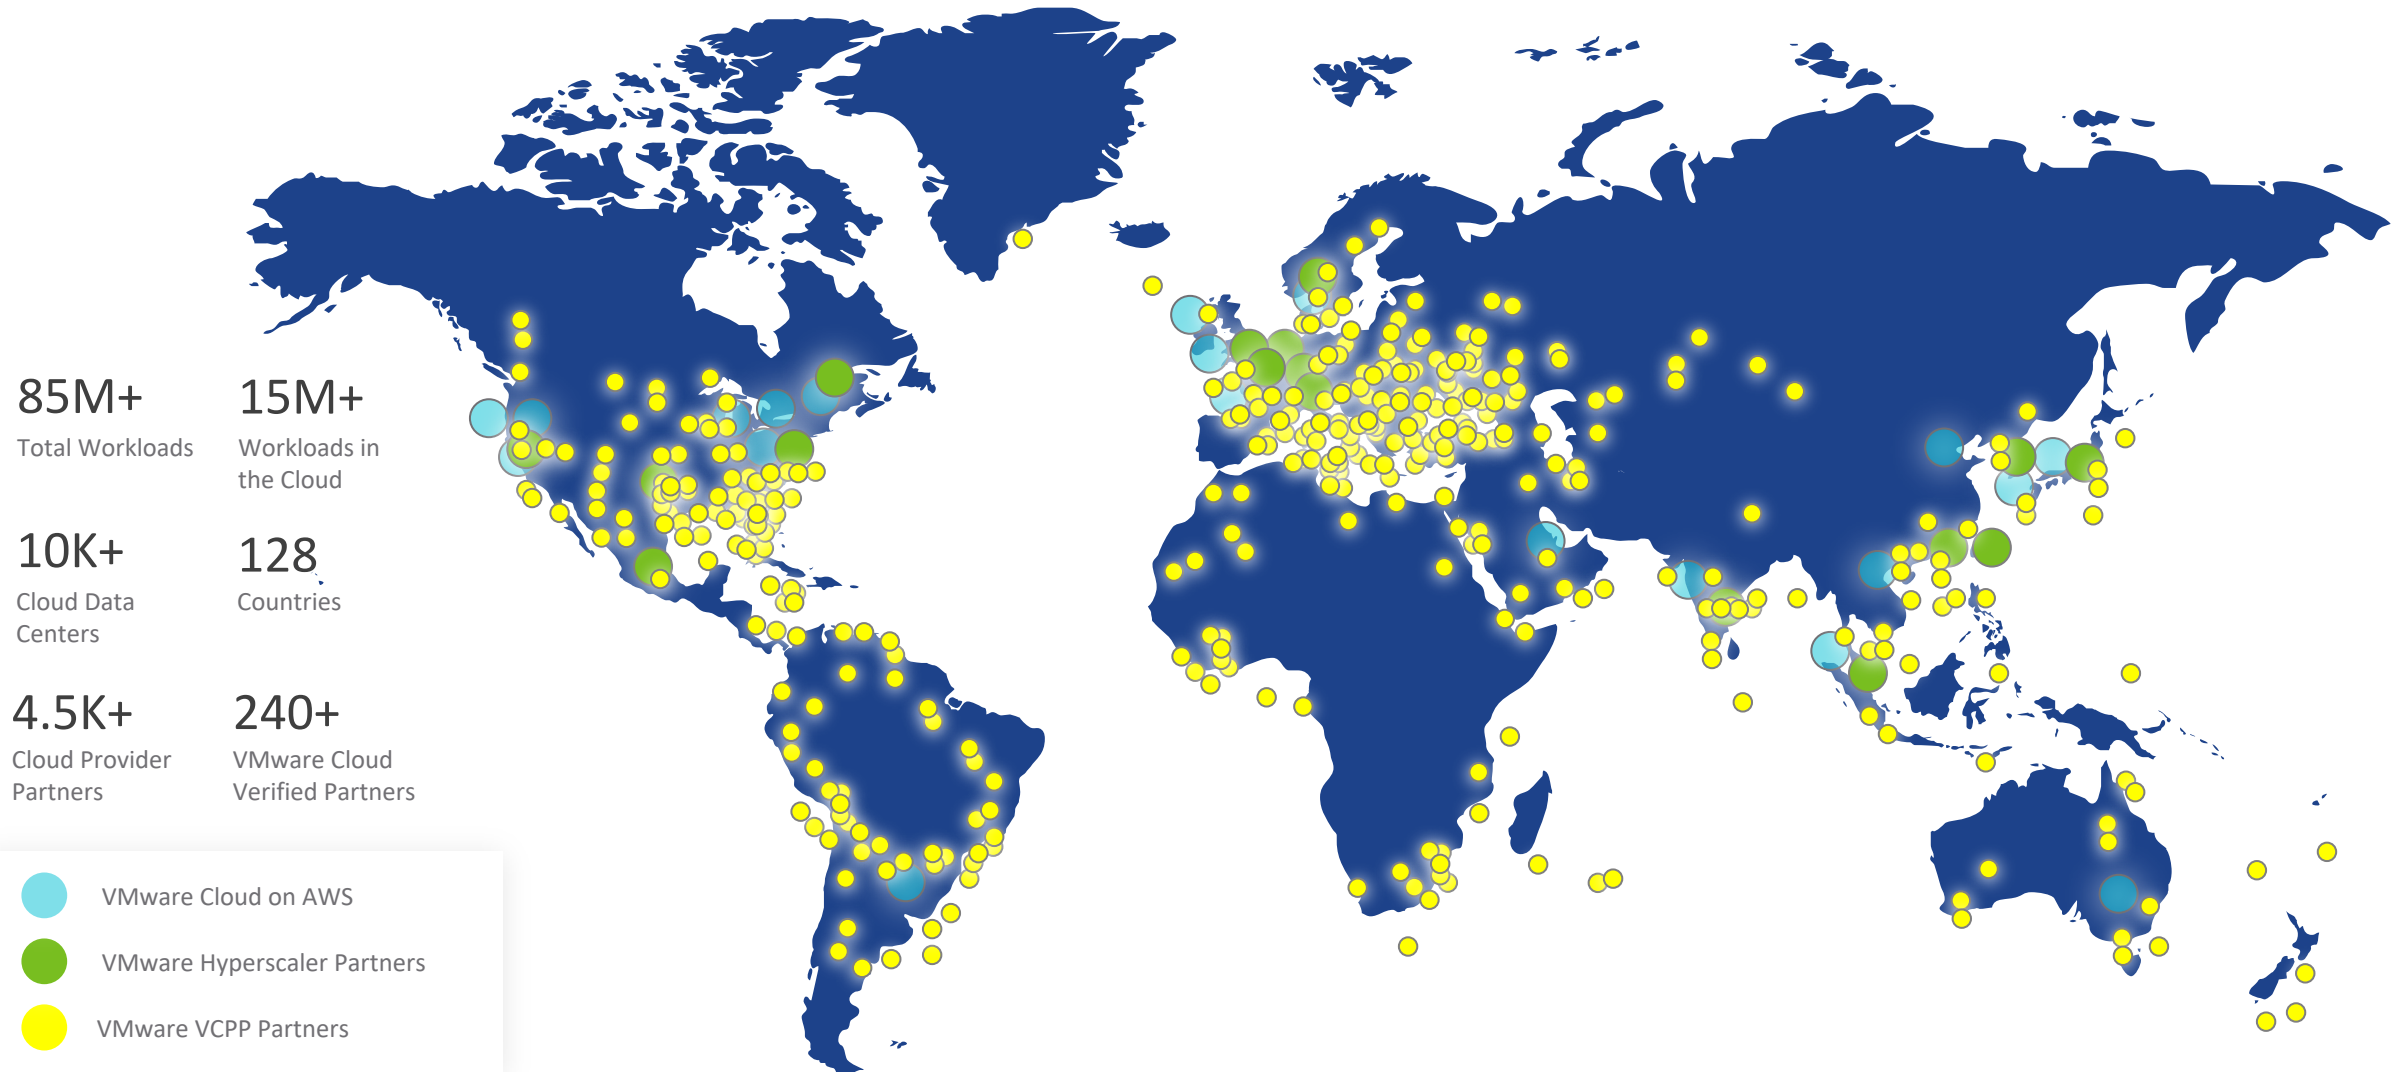 85M+
Total Workloads
15M+
Workloads in
the Cloud
10K+
Cloud Data
Centers
128
Countries
4.5K+
Cloud Provider
Partners
240+
VMware Cloud
Verified Partners
VMware Cloud on AWS
VMware Hyperscaler Partners
VMware VCPP Partners